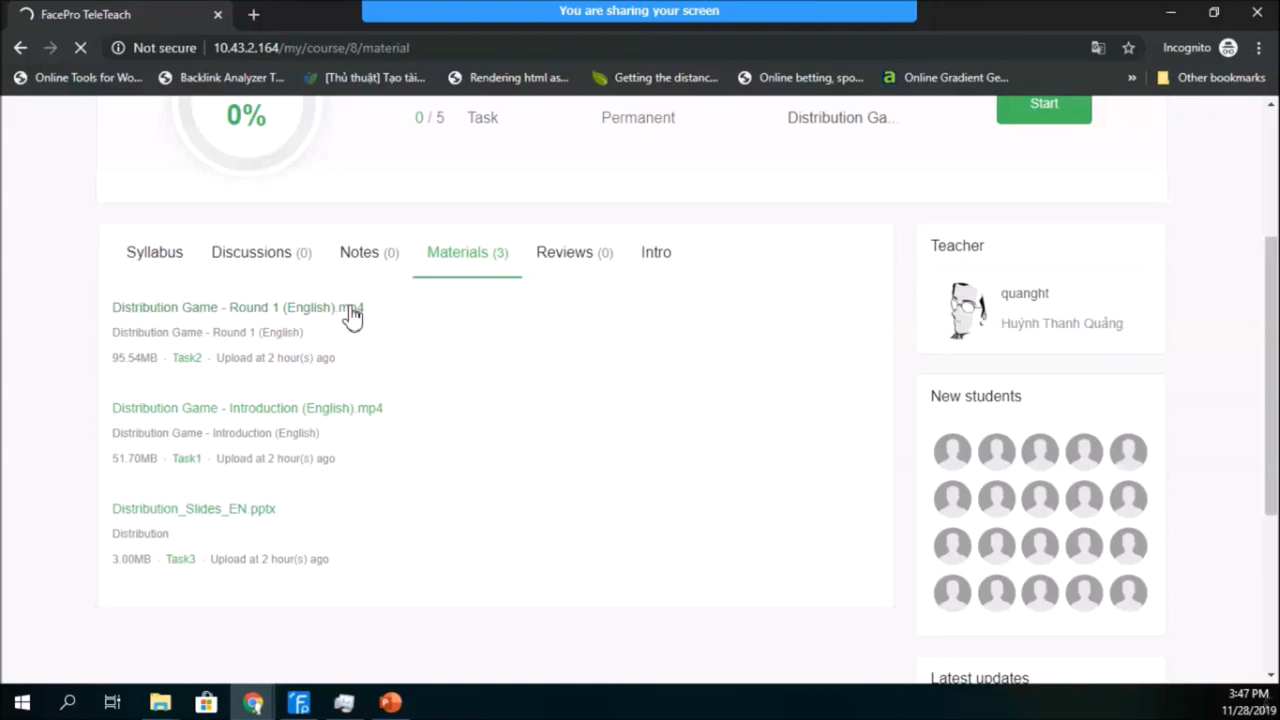 FacePro TeleTeach
You are sharing your screen
Not secure 10.43.2.164/my/course/8/material Incognito
Online Tools for Wo... Backlink Analyzer T... [Thủ thuật] Tạo tài... Rendering html as... Getting the distanc... Online betting, spo... Online Gradient Ge... » Other bookmarks
0%
0 / 5 Task Permanent Distribution Ga... Start
Syllabus Discussions (0) Notes (0) Materials (3) Reviews (0) Intro
Distribution Game - Round 1 (English).mp4
Distribution Game - Round 1 (English)
95.54MB · Task2 · Upload at 2 hour(s) ago
Distribution Game - Introduction (English) mp4
Distribution Game - Introduction (English)
51.70MB · Task1 · Upload at 2 hour(s) ago
Distribution_Slides_EN.pptx
Distribution
3.00MB · Task3 · Upload at 2 hour(s) ago
Teacher
quanght
Huỳnh Thanh Quảng
New students
Latest updates
3:47 PM
11/28/2019